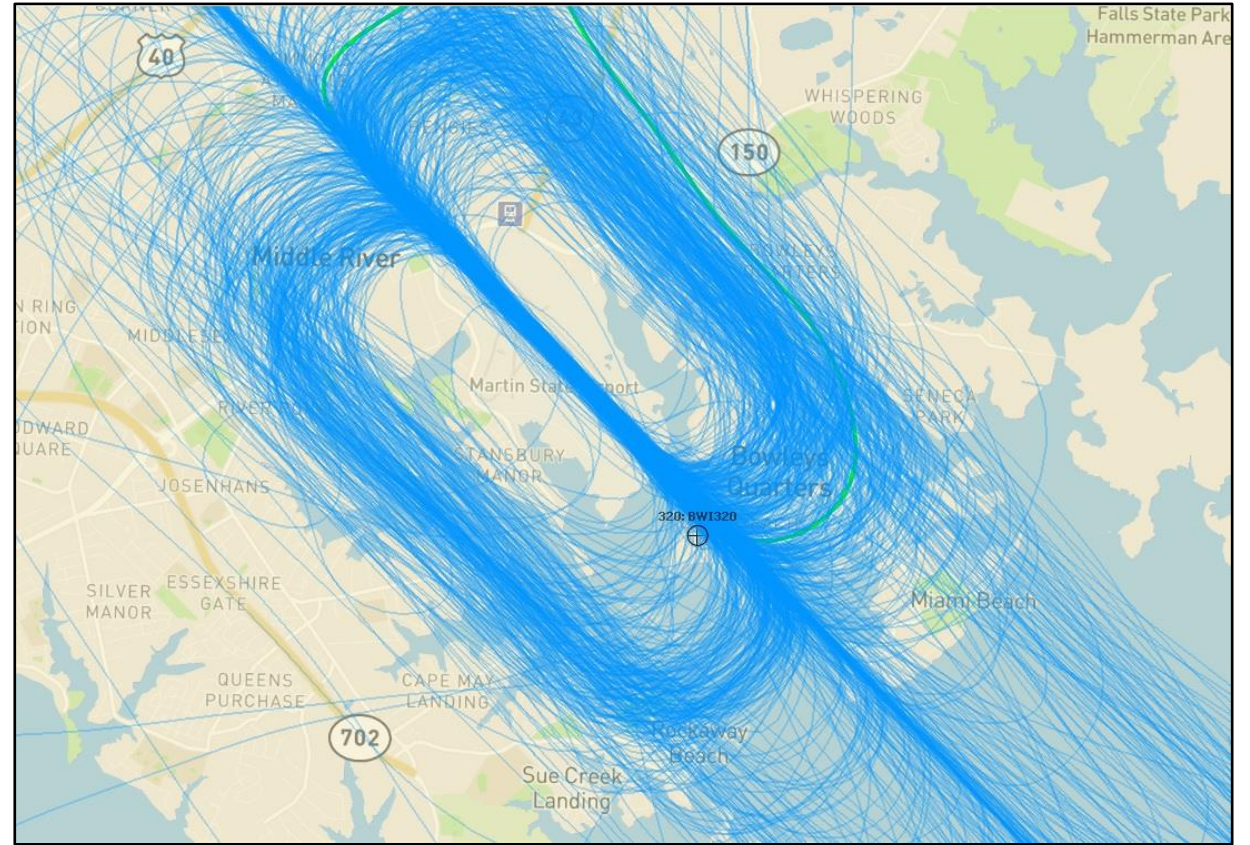 Falls State Park
Hammerman Are
40
WHISPERING
WOODS
150
Middle River
N RING
TION
MIDDLESE
Martin State
SENECA
PARK
DWARD
QUARE
STANSBURY
MANOR
Bowleys
Quarters
JOSENHANS
320: BWI320
SILVER
MANOR
ESSEXSHIRE
GATE
Miami Beach
QUEENS
PURCHASE
CAPE MAY
LANDING
702
Rockaway
Beach
Sue Creek
Landing